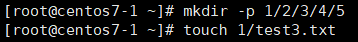 [root@centos7-1 ~]# mkdir -p 1/2/3/4/5
[root@centos7-1 ~]# touch 1/test3.txt